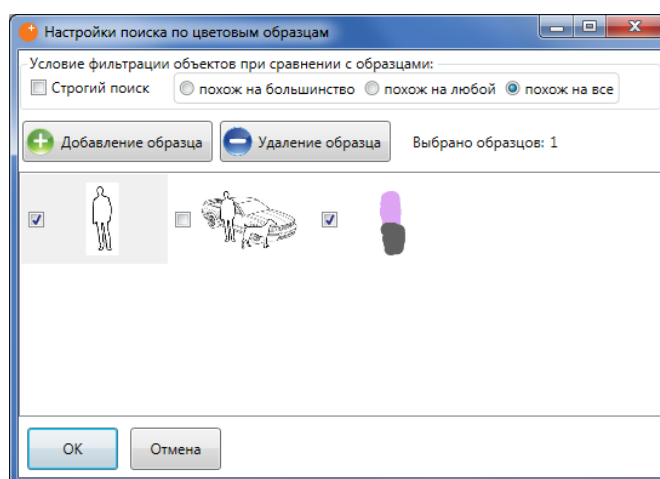 Настройки поиска по цветовым образцам
Условие фильтрации объектов при сравнении с образцами:
Строгий поиск похож на большинство похож на любой похож на все
Добавление образца Удаление образца Выбрано образцов: 1
OK Отмена